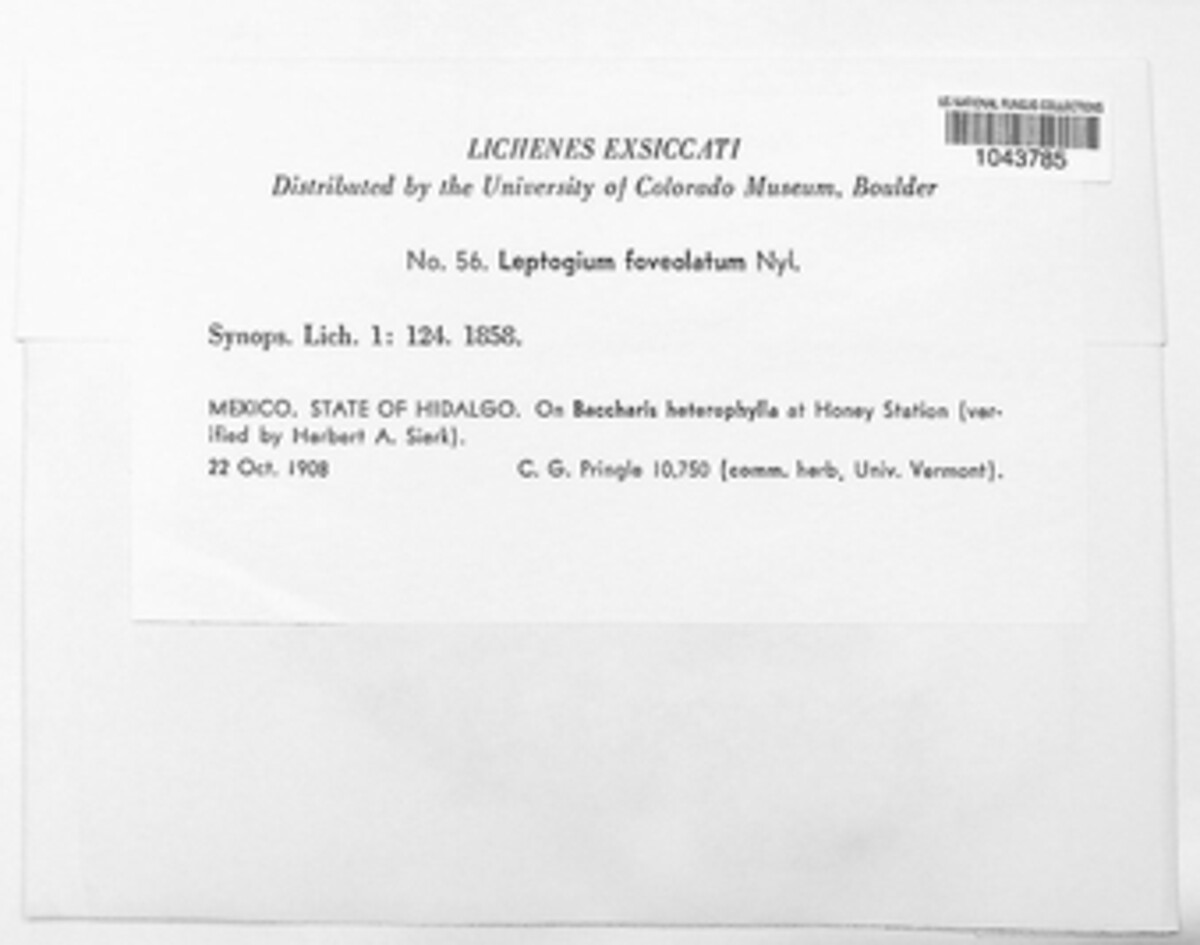 US NATIONAL FUNGUS COLLECTIONS
1043785
LICHENES EXSICCATI
Distributed by the University of Colorado Museum, Boulder
No. 56. Leptogium foveolatum Nyl.
Synops. Lich. 1: 124. 1858.
MEXICO. STATE OF HIDALGO. On Baccharis heterophylla at Honey Station (ver-
ified by Herbert A. Sierk).
22 Oct. 1908 C. G. Pringle 10,750 (comm. herb. Univ. Vermont).